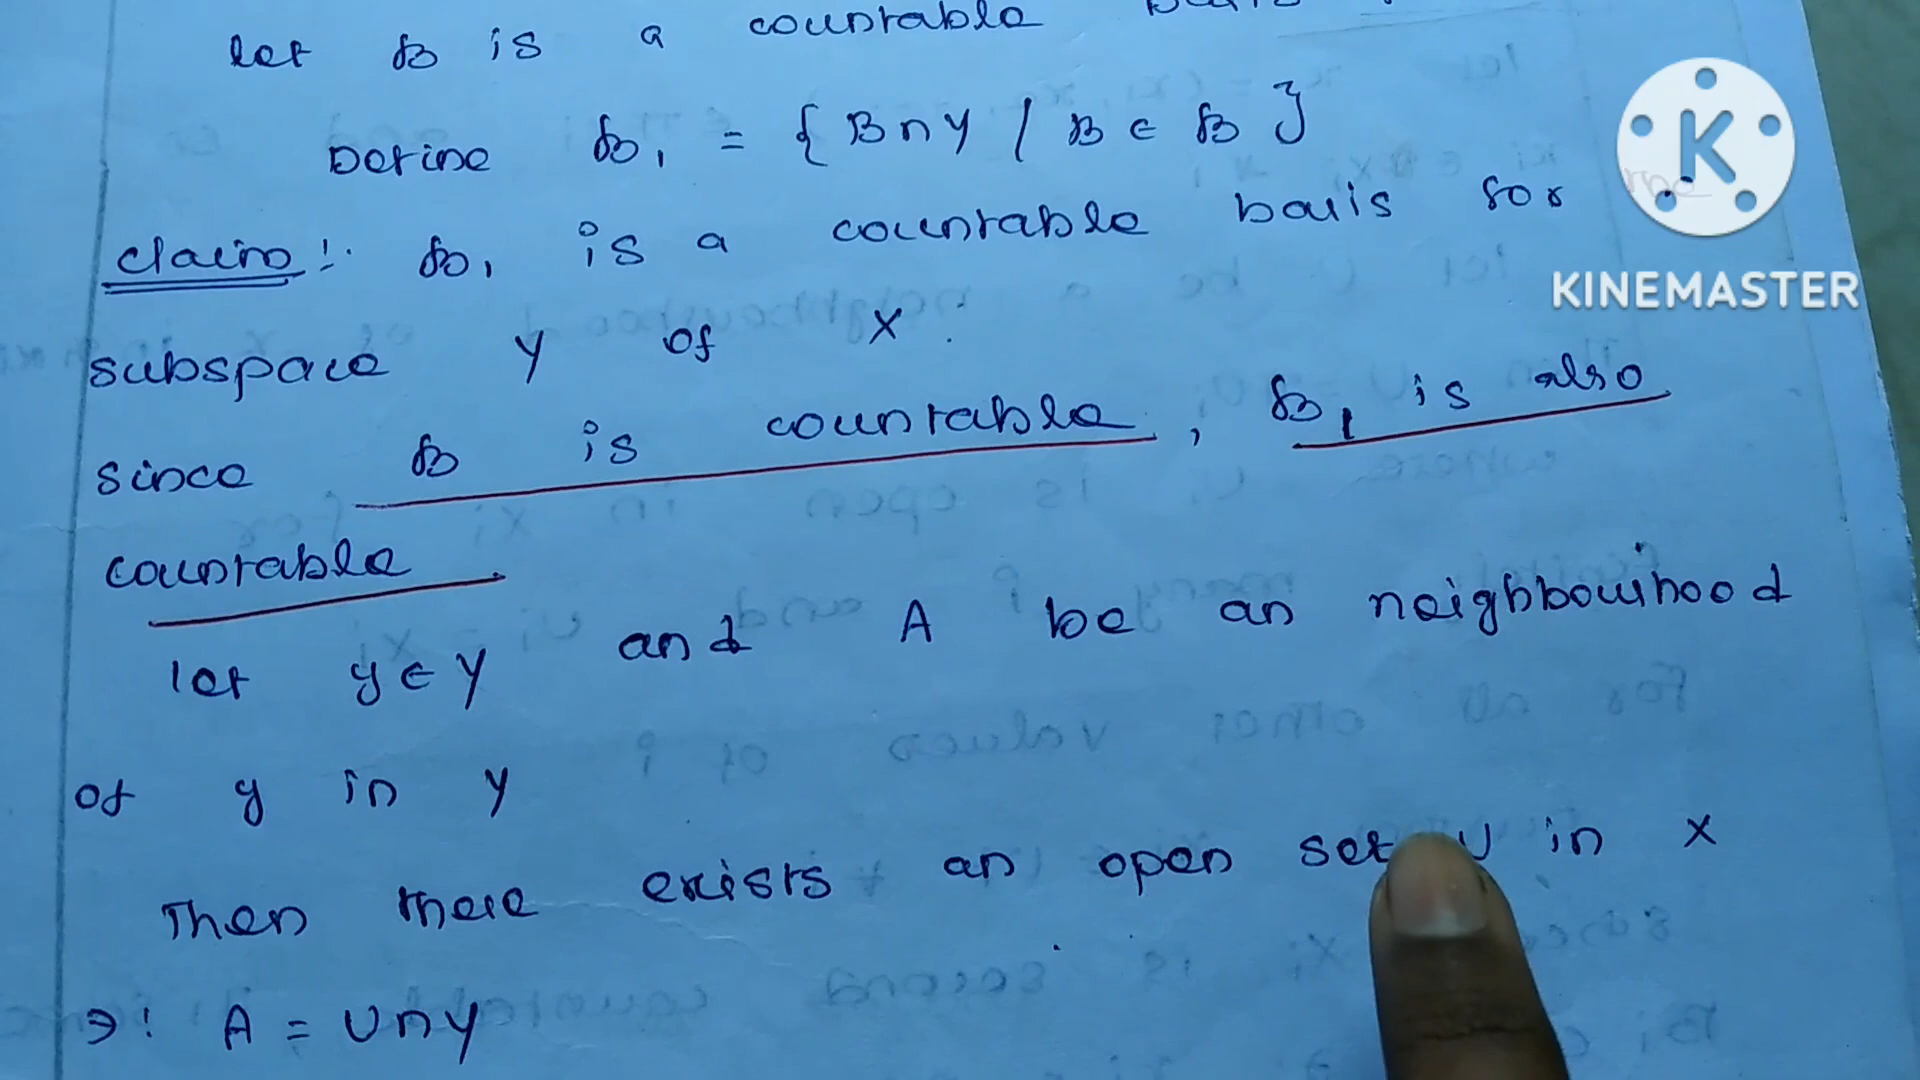 let ℬ is a countable basis
Define ℬ₁ = { B∩Y / B ∈ ℬ }
claim :- ℬ₁ is a countable basis for
subspace Y of X.
since ℬ is countable, ℬ₁ is also
countable
let y ∈ Y and A be an neighbourhood
of y in Y
Then there exists an open set U in X
∋: A = U∩Y
KINEMASTER